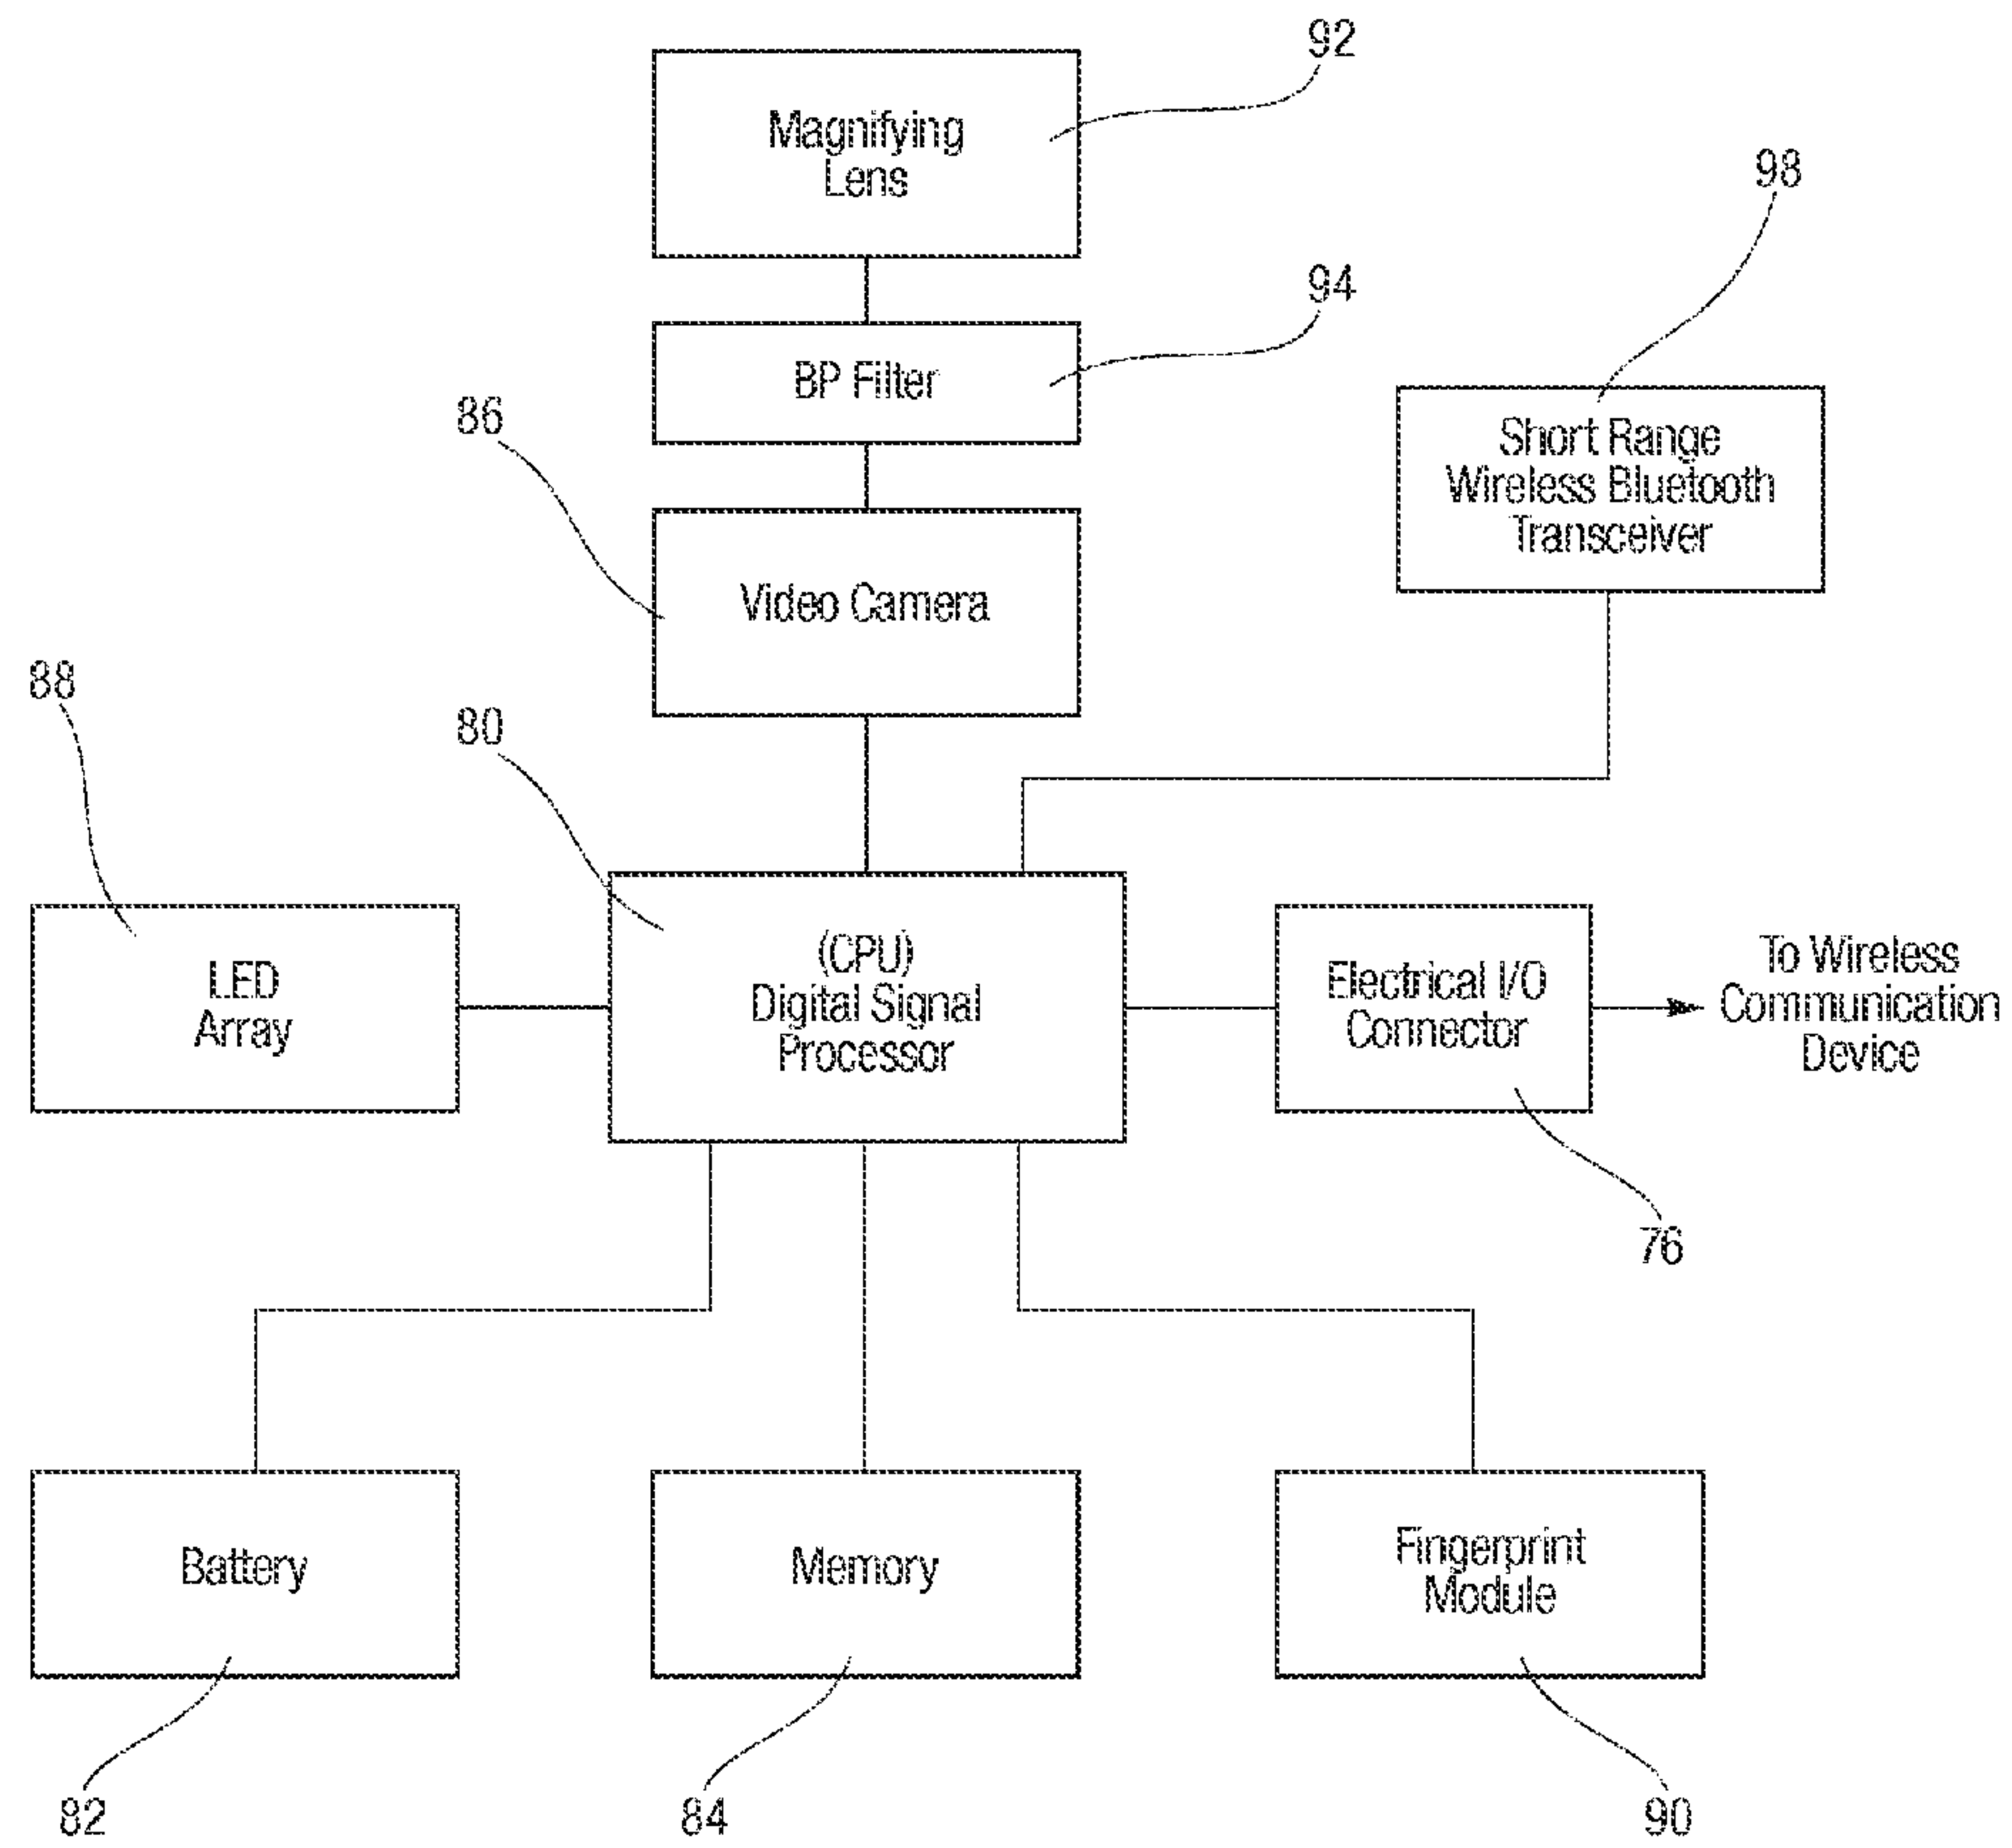 92
Magnifying
Lens
98
94
BP Filter
86
Short Range
Wireless Bluetooth
Transceiver
Video Camera
88
80
LED
Array
(CPU)
Digital Signal
Processor
Electrical I/O
Connector
To Wireless
Communication
Device
76
Battery
Memory
Fingerprint
Module
82
84
90